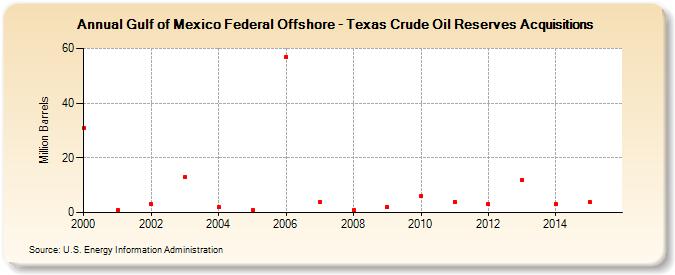 Annual Gulf of Mexico Federal Offshore - Texas Crude Oil Reserves Acquisitions
Million Barrels
60
40
20
0
2000 2002 2004 2006 2008 2010 2012 2014
Source: U.S. Energy Information Administration